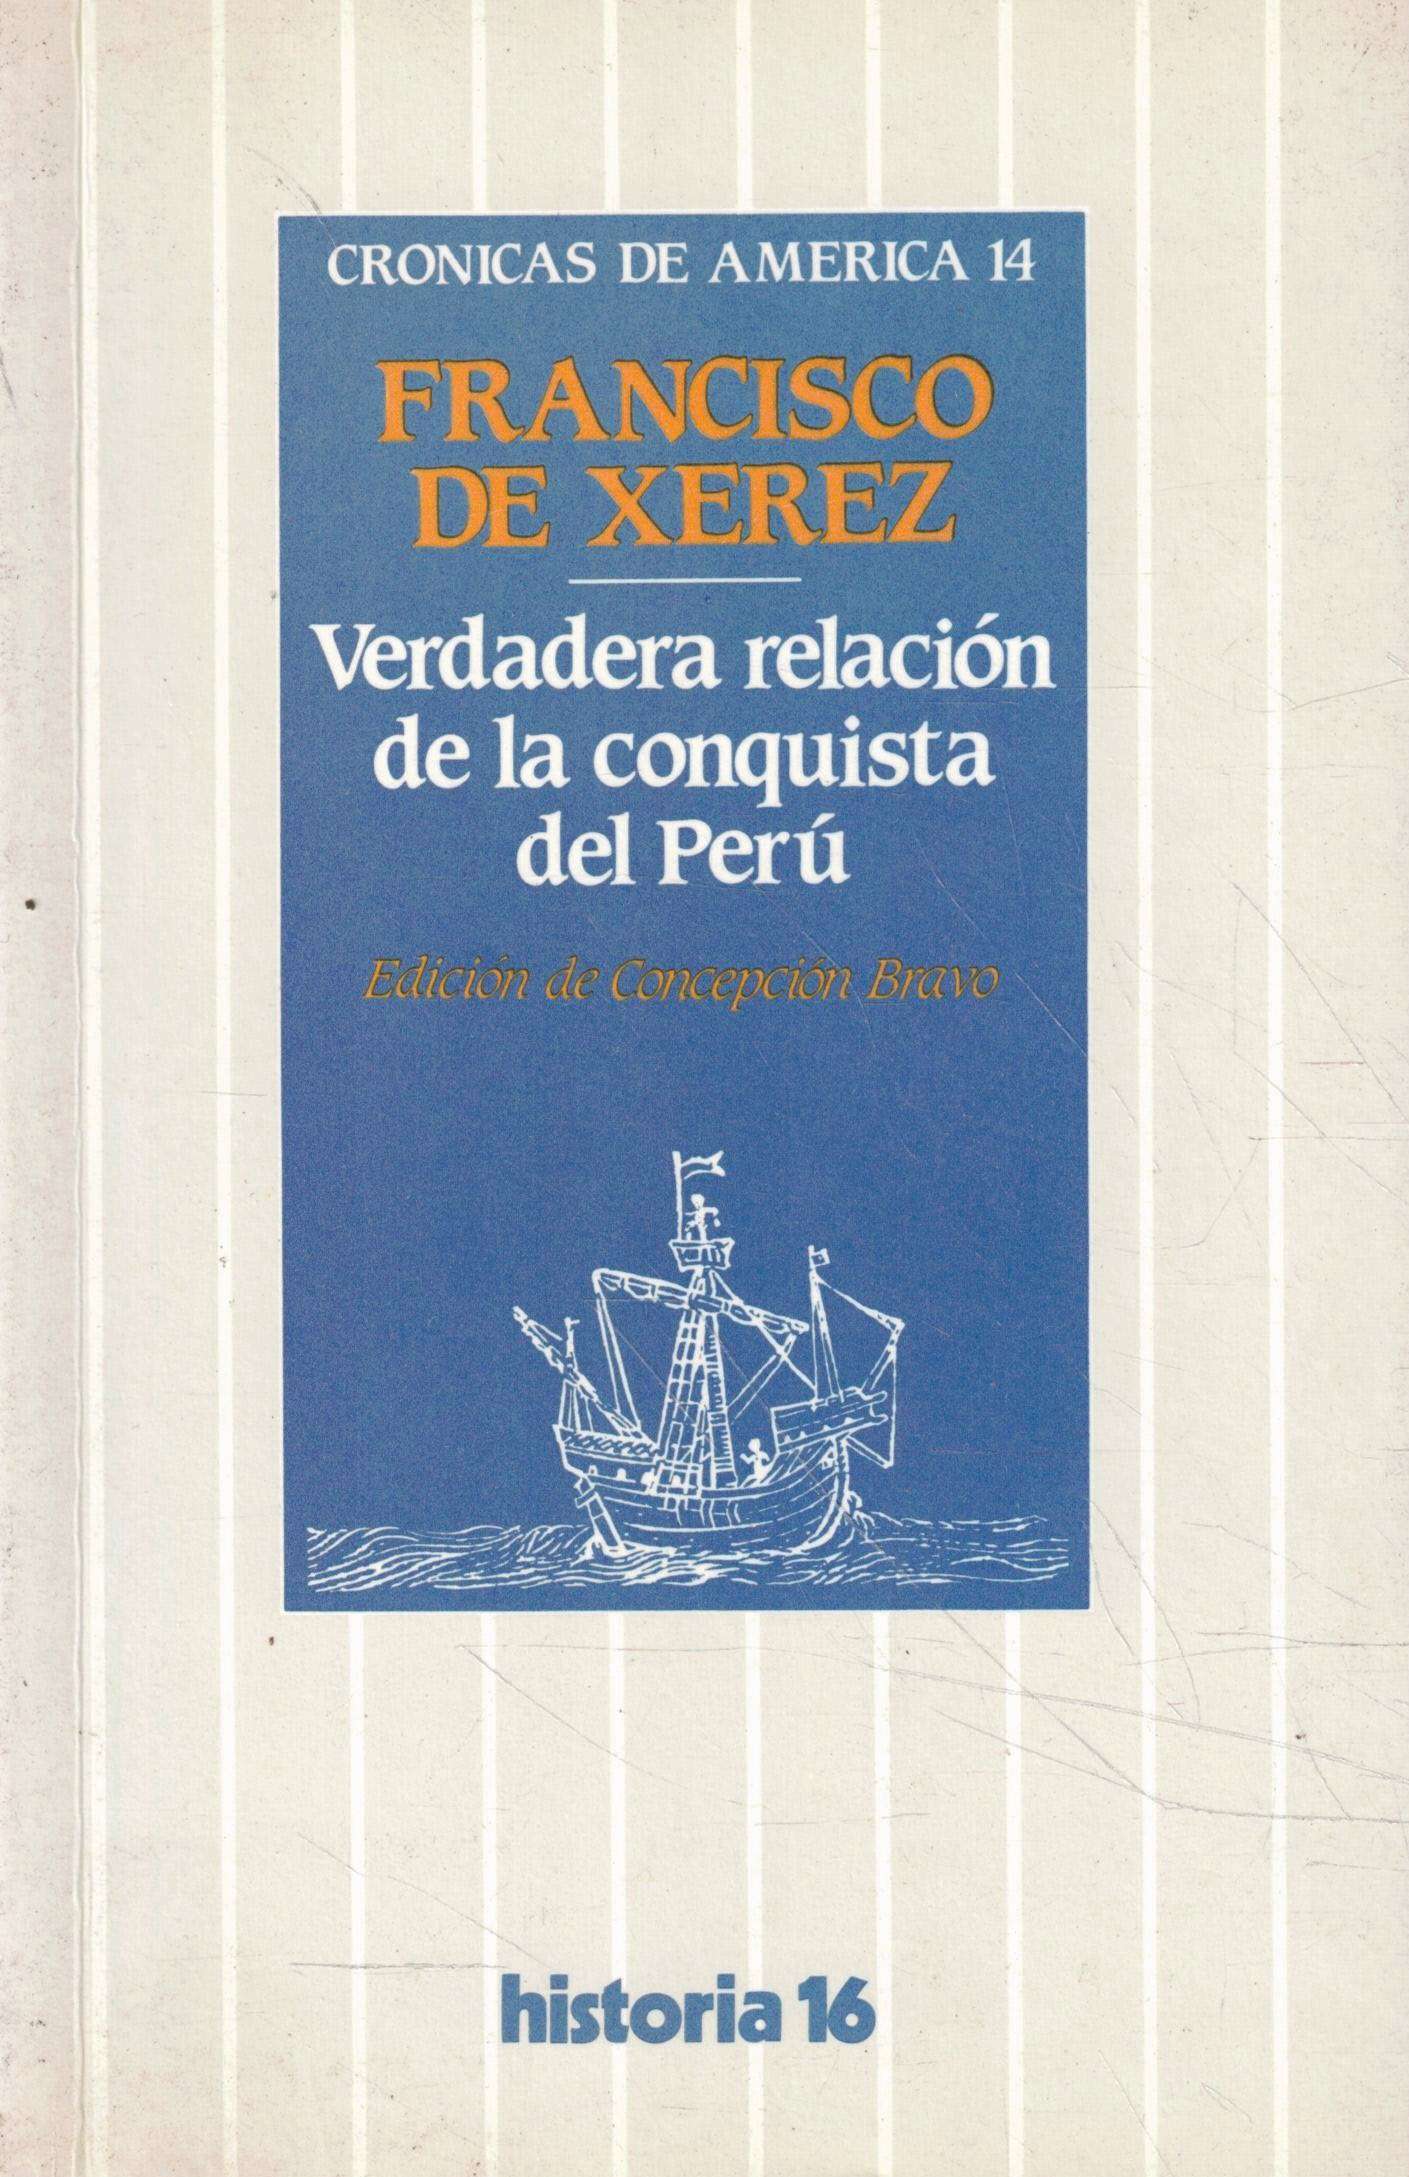 CRONICAS DE AMERICA 14
FRANCISCO
DE XEREZ
Verdadera relación
de la conquista
del Perú
Edición de Concepción Bravo
historia 16